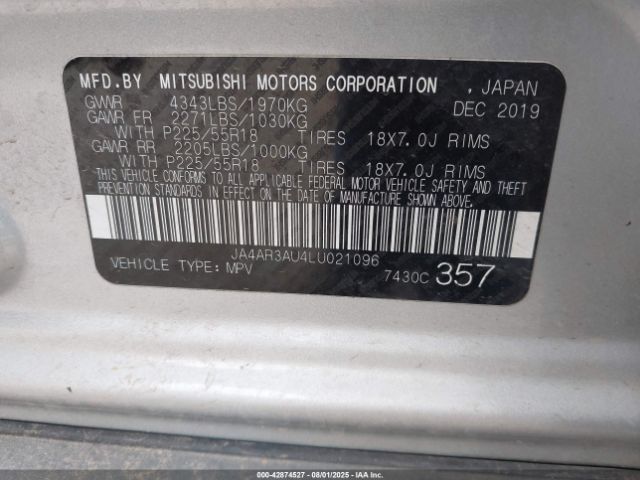 MFD.BY MITSUBISHI MOTORS CORPORATION , JAPAN
GVWR 4343LBS/1970KG DEC 2019
GAWR FR 2271LBS/1030KG
WITH P225/55R18 TIRES 18X7.0J RIMS
GAWR RR 2205LBS/1000KG
WITH P225/55R18 TIRES 18X7.0J RIMS
THIS VEHICLE CONFORMS TO ALL APPLICABLE FEDERAL MOTOR VEHICLE SAFETY AND THEFT
PREVENTION STANDARDS IN EFFECT ON THE DATE OF MANUFACTURE SHOWN ABOVE.
JA4AR3AU4LU021096
VEHICLE TYPE: MPV 7430C 357
000-42874527 - 08/01/2025 - IAA Inc.